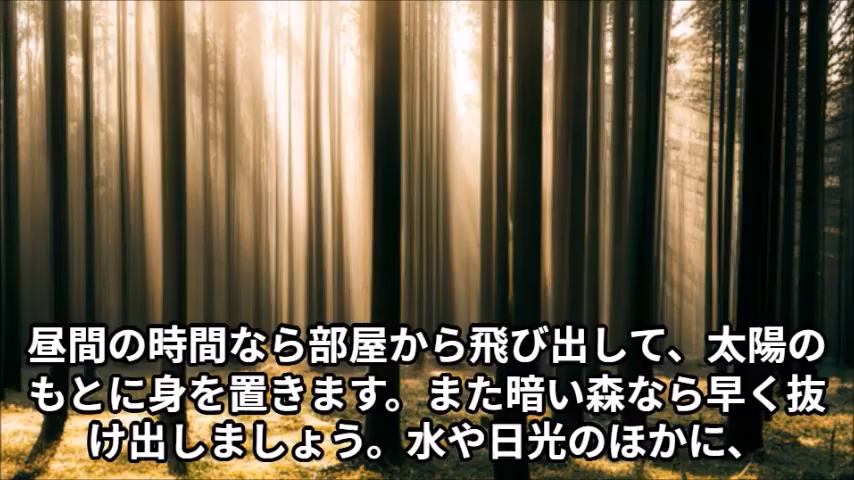 昼間の時間なら部屋から飛び出して、太陽の
もとに身を置きます。また暗い森なら早く抜
け出しましょう。水や日光のほかに、